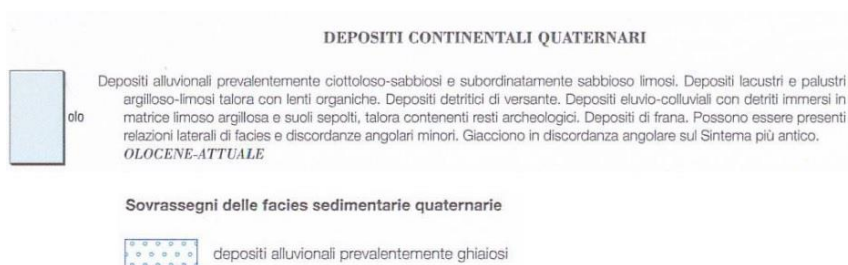 DEPOSITI CONTINENTALI QUATERNARI
Depositi alluvionali prevalentemente ciottoloso-sabbiosi e subordinatamente sabbioso limosi. Depositi lacustri e palustri
argilloso-limosi talora con lenti organiche. Depositi detritici di versante. Depositi eluvio-colluviali con detriti immersi in
olo matrice limoso argillosa e suoli sepolti, talora contenenti resti archeologici. Depositi di frana. Possono essere presenti
relazioni laterali di facies e discordanze angolari minori. Giacciono in discordanza angolare sul Sintema più antico.
OLOCENE-ATTUALE
Sovrassegni delle facies sedimentarie quaternarie
depositi alluvionali prevalentemente ghiaiosi